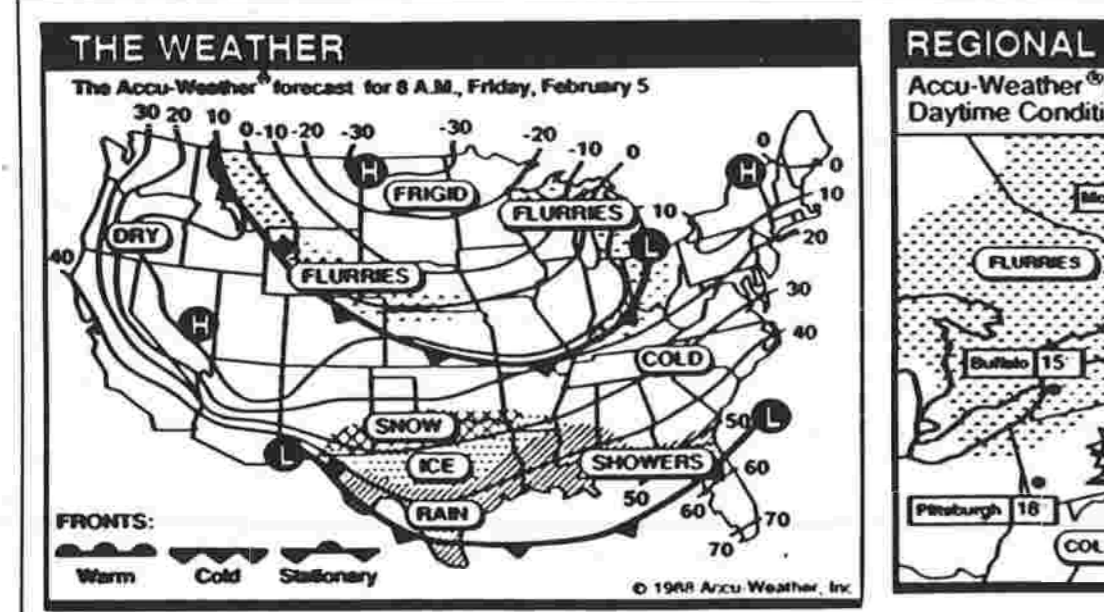 THE WEATHER
The Accu-Weather® forecast for 8 A.M., Friday, February 5
30 20 10 0 -10 -20 -30 -30 -20 -10 0 0 0
H
FRIGID
H
FLURRIES
10
10
DRY
L
20
40
FLURRIES
30
H
40
COLD
SNOW
50
L
ICE
SHOWERS
60
50
RAIN
60
70
70
FRONTS:
Warm Cold Stationary
© 1988 Accu-Weather, Inc.
REGIONAL
Accu-Weather®
Daytime Conditi
FLURRIES
Buffalo 15°
Pittsburgh 18°
COL